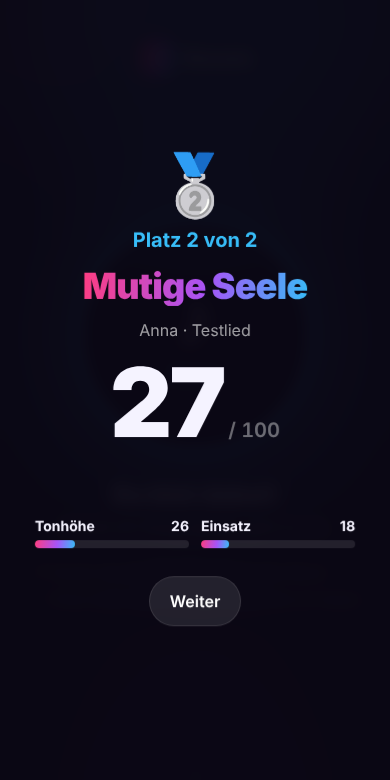 2
Platz 2 von 2
Mutige Seele
Anna · Testlied
27 / 100
Tonhöhe 26 Einsatz 18
Weiter